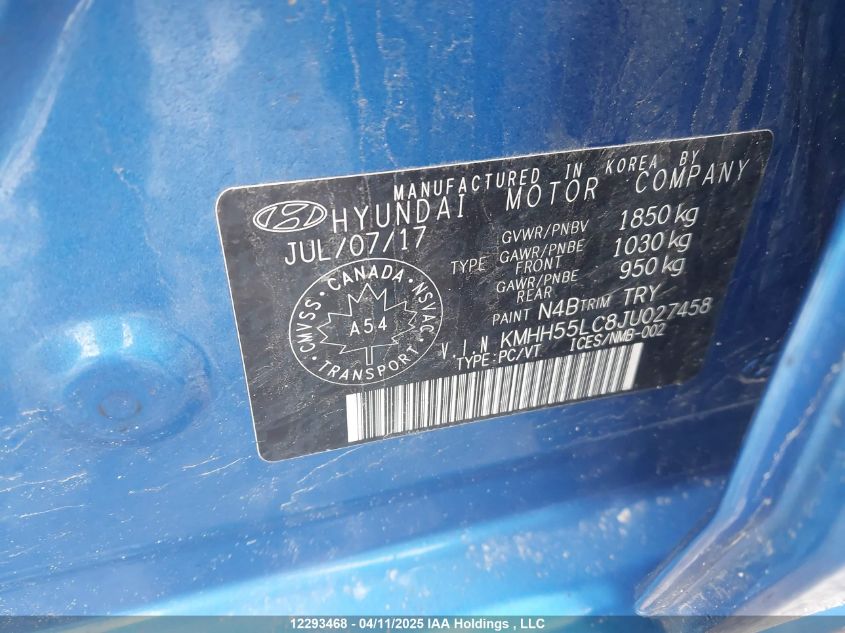 MANUFACTURED IN KOREA BY
HYUNDAI MOTOR COMPANY
JUL/07/17
GVWR/PNBV 1850 kg
TYPE GAWR/PNBE FRONT 1030 kg
GAWR/PNBE REAR 950 kg
PAINT N4B TRIM TRY
V.I.N KMHH55LC8JU027458
TYPE:PC/VT ICES/NMB-002
CMVSS · CANADA · NSVAC · TRANSPORT ·
A54
12293468 - 04/11/2025 IAA Holdings , LLC